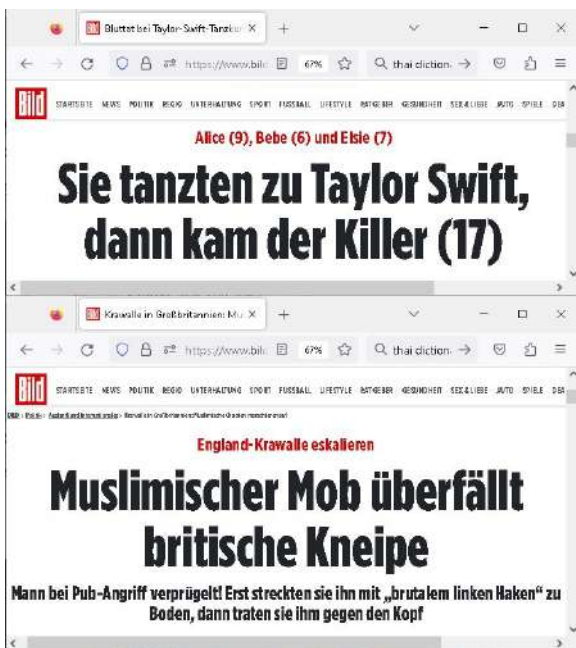 Bluttat bei Taylor-Swift-Tanzkur
https://www.bil
67%
thai diction
Bild
STARTSEITE NEWS POLITIK REGIO UNTERHALTUNG SPORT FUSSBALL LIFESTYLE RATGEBER GESUNDHEIT SEX & LIEBE AUTO SPIELE DEA
Alice (9), Bebe (6) und Elsie (7)
Sie tanzten zu Taylor Swift,
dann kam der Killer (17)
Krawalle in Großbritannien: Mu
https://www.bil
67%
thai diction
Bild
STARTSEITE NEWS POLITIK REGIO UNTERHALTUNG SPORT FUSSBALL LIFESTYLE RATGEBER GESUNDHEIT SEX & LIEBE AUTO SPIELE DEA
England-Krawalle eskalieren
Muslimischer Mob überfällt
britische Kneipe
Mann bei Pub-Angriff verprügelt! Erst streckten sie ihn mit „brutalem linken Haken“ zu
Boden, dann traten sie ihm gegen den Kopf